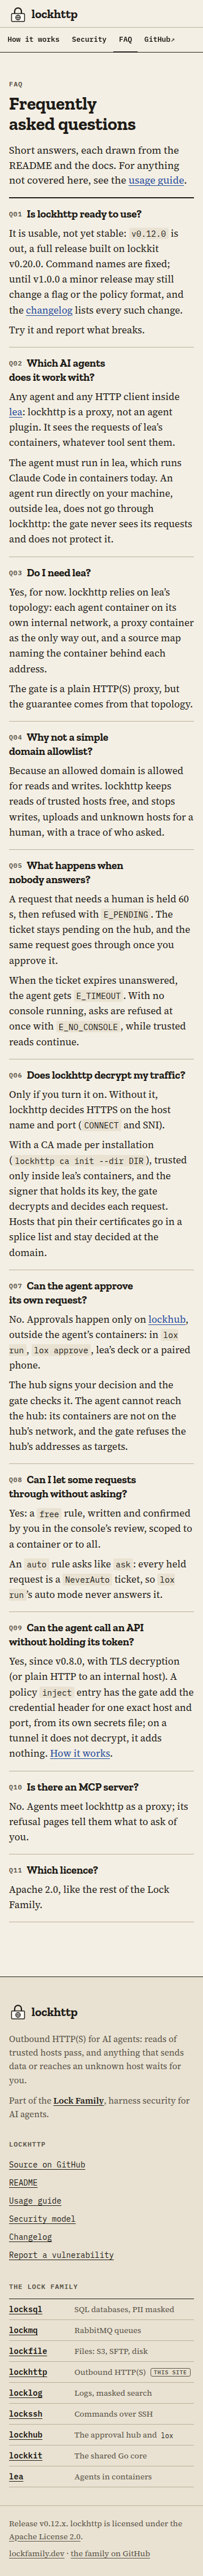 lockhttp
How it works Security FAQ GitHub↗
FAQ
Frequently
asked questions
Short answers, each drawn from the
README and the docs. For anything
not covered here, see the usage guide.
Q01 Is lockhttp ready to use?
It is usable, not yet stable: v0.12.0 is
out, a full release built on lockkit
v0.20.0. Command names are fixed;
until v1.0.0 a minor release may still
change a flag or the policy format, and
the changelog lists every such change.
Try it and report what breaks.
Q02 Which AI agents
does it work with?
Any agent and any HTTP client inside
lea: lockhttp is a proxy, not an agent
plugin. It sees the requests of lea's
containers, whatever tool sent them.
The agent must run in lea, which runs
Claude Code in containers today. An
agent run directly on your machine,
outside lea, does not go through
lockhttp: the gate never sees its requests
and does not protect it.
Q03 Do I need lea?
Yes, for now. lockhttp relies on lea's
topology: each agent container on its
own internal network, a proxy container
as the only way out, and a source map
naming the container behind each
address.
The gate is a plain HTTP(S) proxy, but
the guarantee comes from that topology.
Q04 Why not a simple
domain allowlist?
Because an allowed domain is allowed
for reads and writes. lockhttp keeps
reads of trusted hosts free, and stops
writes, uploads and unknown hosts for a
human, with a trace of who asked.
Q05 What happens when
nobody answers?
A request that needs a human is held 60
s, then refused with E_PENDING. The
ticket stays pending on the hub, and the
same request goes through once you
approve it.
When the ticket expires unanswered,
the agent gets E_TIMEOUT. With no
console running, asks are refused at
once with E_NO_CONSOLE, while trusted
reads continue.
Q06 Does lockhttp decrypt my traffic?
Only if you turn it on. Without it,
lockhttp decides HTTPS on the host
name and port (CONNECT and SNI).
With a CA made per installation
(lockhttp ca init --dir DIR), trusted
only inside lea's containers, and the
signer that holds its key, the gate
decrypts and decides each request.
Hosts that pin their certificates go in a
splice list and stay decided at the
domain.
Q07 Can the agent approve
its own request?
No. Approvals happen only on lockhub,
outside the agent's containers: in lox
run, lox approve, lea's deck or a paired
phone.
The hub signs your decision and the
gate checks it. The agent cannot reach
the hub: its containers are not on the
hub's network, and the gate refuses the
hub's addresses as targets.
Q08 Can I let some requests
through without asking?
Yes: a free rule, written and confirmed
by you in the console's review, scoped to
a container or to all.
An auto rule asks like ask: every held
request is a NeverAuto ticket, so lox
run's auto mode never answers it.
Q09 Can the agent call an API
without holding its token?
Yes, since v0.8.0, with TLS decryption
(or plain HTTP to an internal host). A
policy inject entry has the gate add the
credential header for one exact host and
port, from its own secrets file; on a
tunnel it does not decrypt, it adds
nothing. How it works.
Q10 Is there an MCP server?
No. Agents meet lockhttp as a proxy; its
refusal pages tell them what to ask of
you.
Q11 Which licence?
Apache 2.0, like the rest of the Lock
Family.
lockhttp
Outbound HTTP(S) for AI agents: reads of
trusted hosts pass, and anything that sends
data or reaches an unknown host waits for
you.
Part of the Lock Family, harness security for
AI agents.
LOCKHTTP
Source on GitHub
README
Usage guide
Security model
Changelog
Report a vulnerability
THE LOCK FAMILY
locksql SQL databases, PII masked
lockmq RabbitMQ queues
lockfile Files: S3, SFTP, disk
lockhttp Outbound HTTP(S) THIS SITE
locklog Logs, masked search
lockssh Commands over SSH
lockhub The approval hub and lox
lockkit The shared Go core
lea Agents in containers
Release v0.12.x. lockhttp is licensed under the
Apache License 2.0.
lockfamily.dev · the family on GitHub